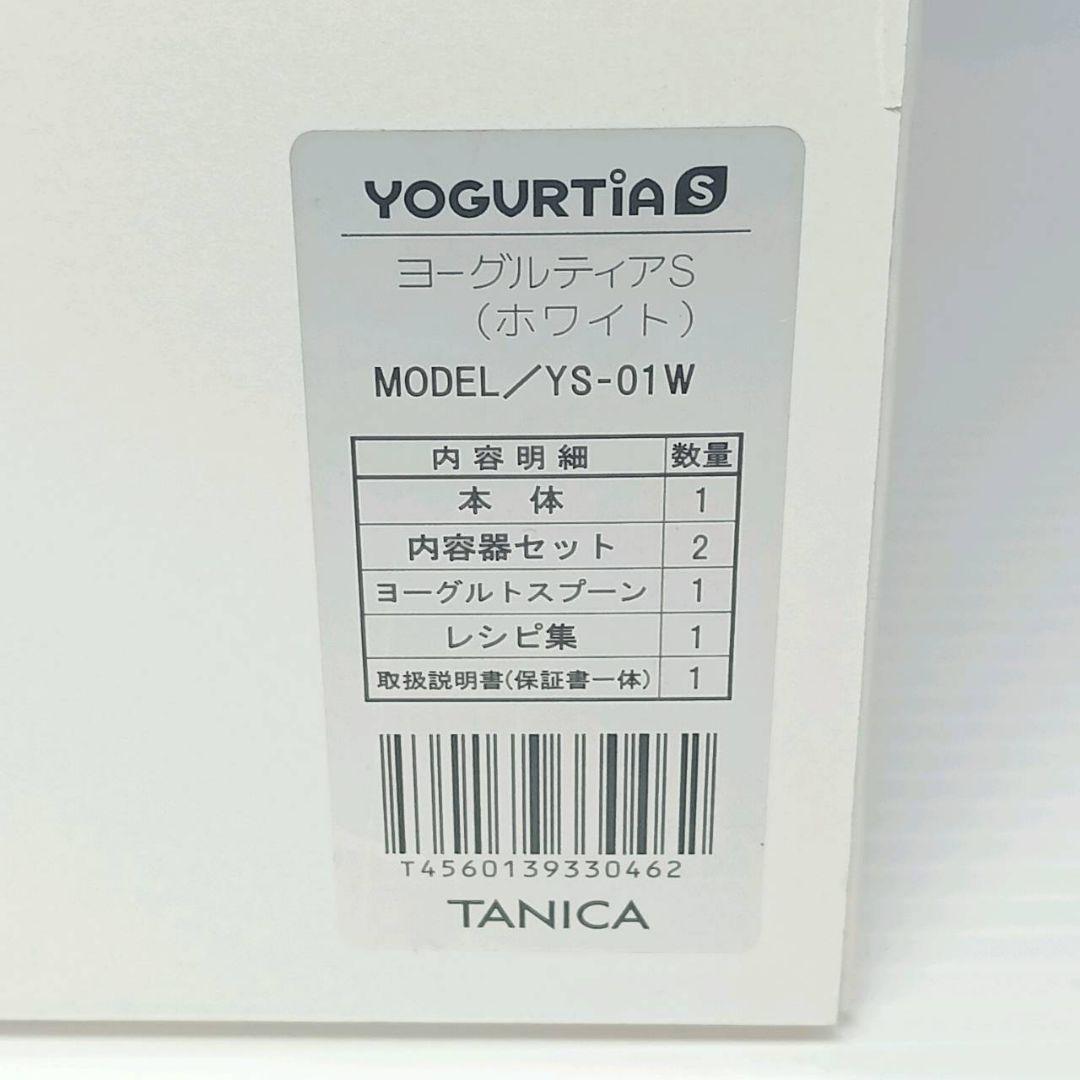 YOGURTiA S
ヨーグルティアS
(ホワイト)
MODEL/YS-01W
内容明細 数量
本 体 1
内容器セット 2
ヨーグルトスプーン 1
レシピ集 1
取扱説明書(保証書一体) 1
T4560139330462
TANICA